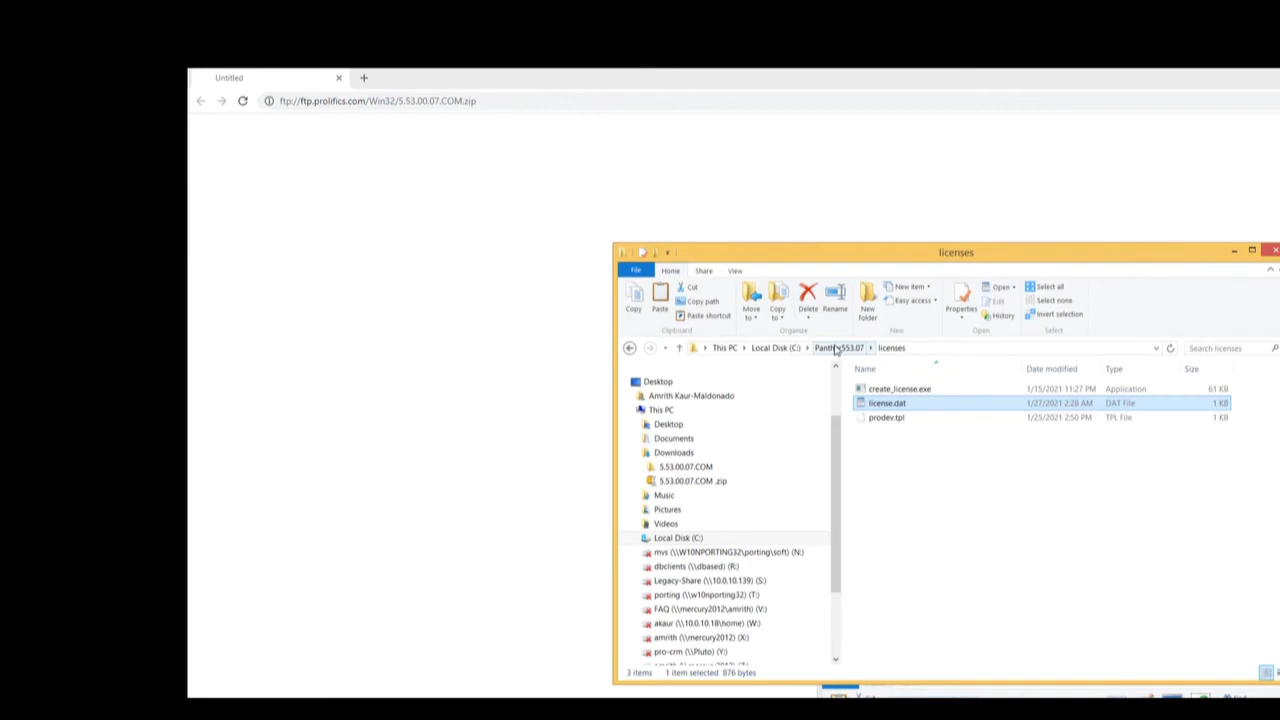 Untitled
ftp://ftp.prolifics.com/Win32/5.53.00.07.COM.zip
licenses
File Home Share View
Copy
Paste
Cut
Copy path
Paste shortcut
Move to
Copy to
Delete
Rename
New folder
New item
Easy access
Properties
Open
Edit
History
Select all
Select none
Invert selection
Clipboard Organize New Open Select
This PC Local Disk (C:) 553.07 licenses Search licenses
Name Date modified Type Size
create_license.exe 1/15/2021 11:27 PM Application 61 KB
license.dat 1/27/2021 2:28 AM DAT File 1 KB
prodev.tpl 1/25/2021 2:50 PM TPL File 1 KB
Desktop
Amrith Kaur-Maldonado
This PC
Desktop
Documents
Downloads
5.53.00.07.COM
5.53.00.07.COM .zip
Music
Pictures
Videos
Local Disk (C:)
mvs (\\W10NPORTING32\porting\soft) (N:)
dbclients (\\dbased) (R:)
Legacy-Share (\\10.0.10.139) (S:)
porting (\\w10nporting32) (T:)
FAQ (\\mercury2012\amrith) (V:)
akaur (\\10.0.10.18\home) (W:)
amrith (\\mercury2012) (X:)
pro-crm (\\Pluto) (Y:)
3 items 1 item selected 876 bytes